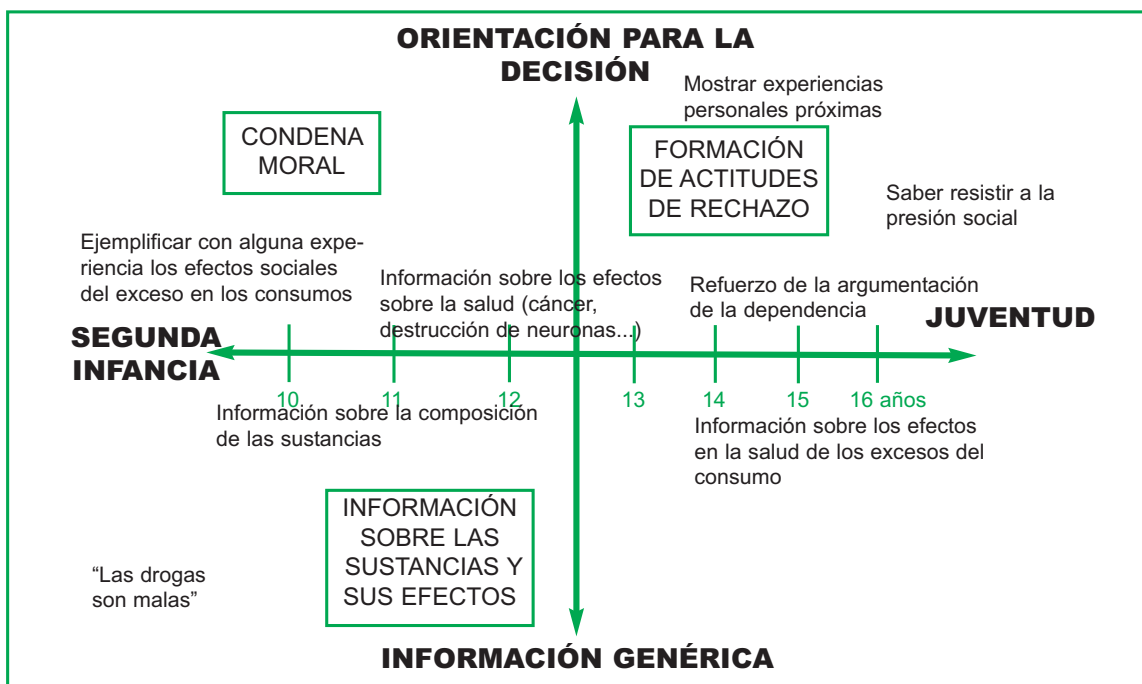 ORIENTACIÓN PARA LA
DECISIÓN
Mostrar experiencias
personales próximas
CONDENA
MORAL
FORMACIÓN
DE ACTITUDES
DE RECHAZO
Saber resistir a la
presión social
Ejemplificar con alguna expe-
riencia los efectos sociales
del exceso en los consumos
Información sobre los efectos
sobre la salud (cáncer,
destrucción de neuronas...)
Refuerzo de la argumentación
de la dependencia
SEGUNDA
INFANCIA
JUVENTUD
10 11 12 13 14 15 16 años
Información sobre la composición
de las sustancias
Información sobre los efectos
en la salud de los excesos del
consumo
INFORMACIÓN
SOBRE LAS
SUSTANCIAS Y
SUS EFECTOS
“Las drogas
son malas”
INFORMACIÓN GENÉRICA